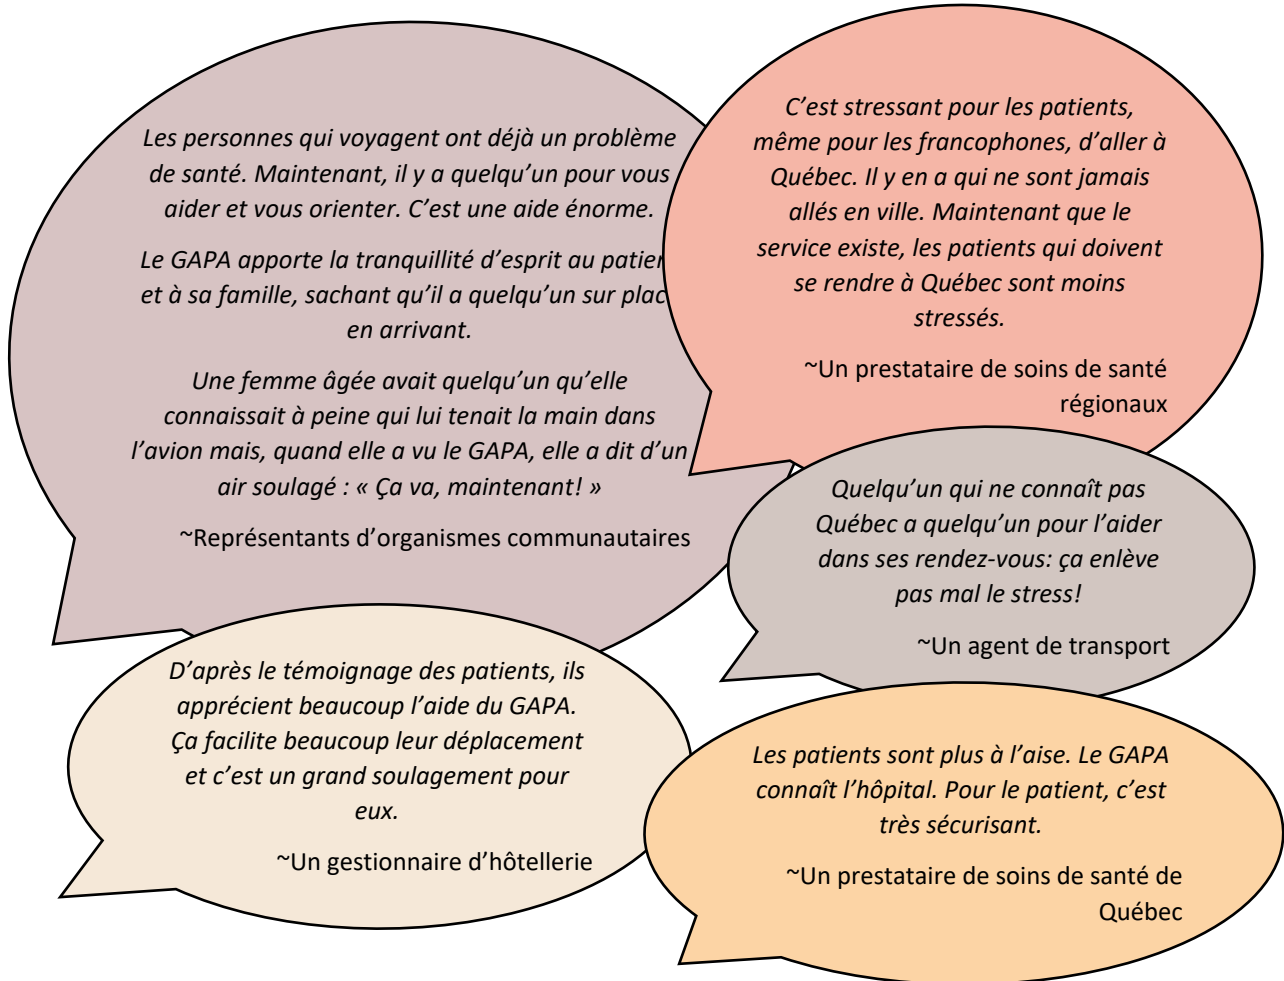 Les personnes qui voyagent ont déjà un problème
de santé. Maintenant, il y a quelqu’un pour vous
aider et vous orienter. C’est une aide énorme.
Le GAPA apporte la tranquillité d’esprit au patien
et à sa famille, sachant qu’il a quelqu’un sur plac
en arrivant.
Une femme âgée avait quelqu’un qu’elle
connaissait à peine qui lui tenait la main dans
l’avion mais, quand elle a vu le GAPA, elle a dit d’un
air soulagé : « Ça va, maintenant! »
~Représentants d’organismes communautaires
C’est stressant pour les patients,
même pour les francophones, d’aller à
Québec. Il y en a qui ne sont jamais
allés en ville. Maintenant que le
service existe, les patients qui doivent
se rendre à Québec sont moins
stressés.
~Un prestataire de soins de santé
régionaux
Quelqu’un qui ne connaît pas
Québec a quelqu’un pour l’aider
dans ses rendez-vous: ça enlève
pas mal le stress!
~Un agent de transport
D’après le témoignage des patients, ils
apprécient beaucoup l’aide du GAPA.
Ça facilite beaucoup leur déplacement
et c’est un grand soulagement pour
eux.
~Un gestionnaire d’hôtellerie
Les patients sont plus à l’aise. Le GAPA
connaît l’hôpital. Pour le patient, c’est
très sécurisant.
~Un prestataire de soins de santé de
Québec